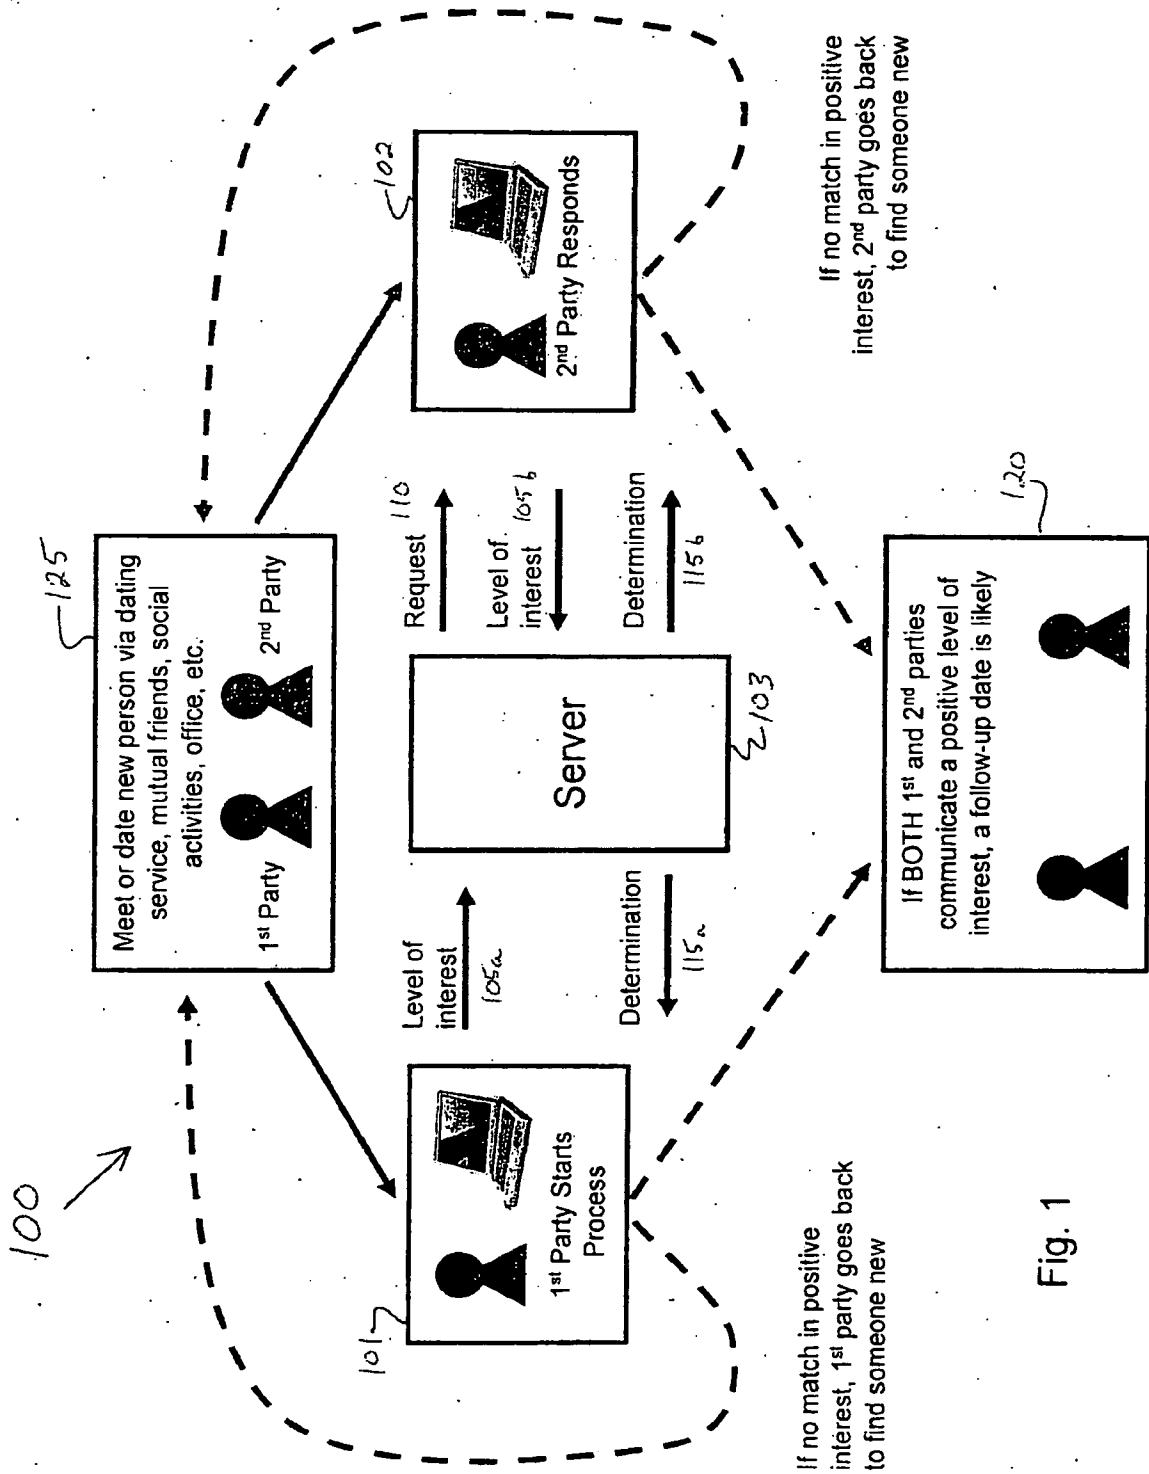 100
125
Meet or date new person via dating
service, mutual friends, social
activities, office, etc.
1st Party
2nd Party
101
1st Party Starts
Process
Level of
interest
105a
Determination
115a
Server
103
Request 110
Level of
interest 105b
Determination
115b
102
2nd Party Responds
If no match in positive
interest, 1st party goes back
to find someone new
120
If BOTH 1st and 2nd parties
communicate a positive level of
interest, a follow-up date is likely
If no match in positive
interest, 2nd party goes back
to find someone new
Fig. 1